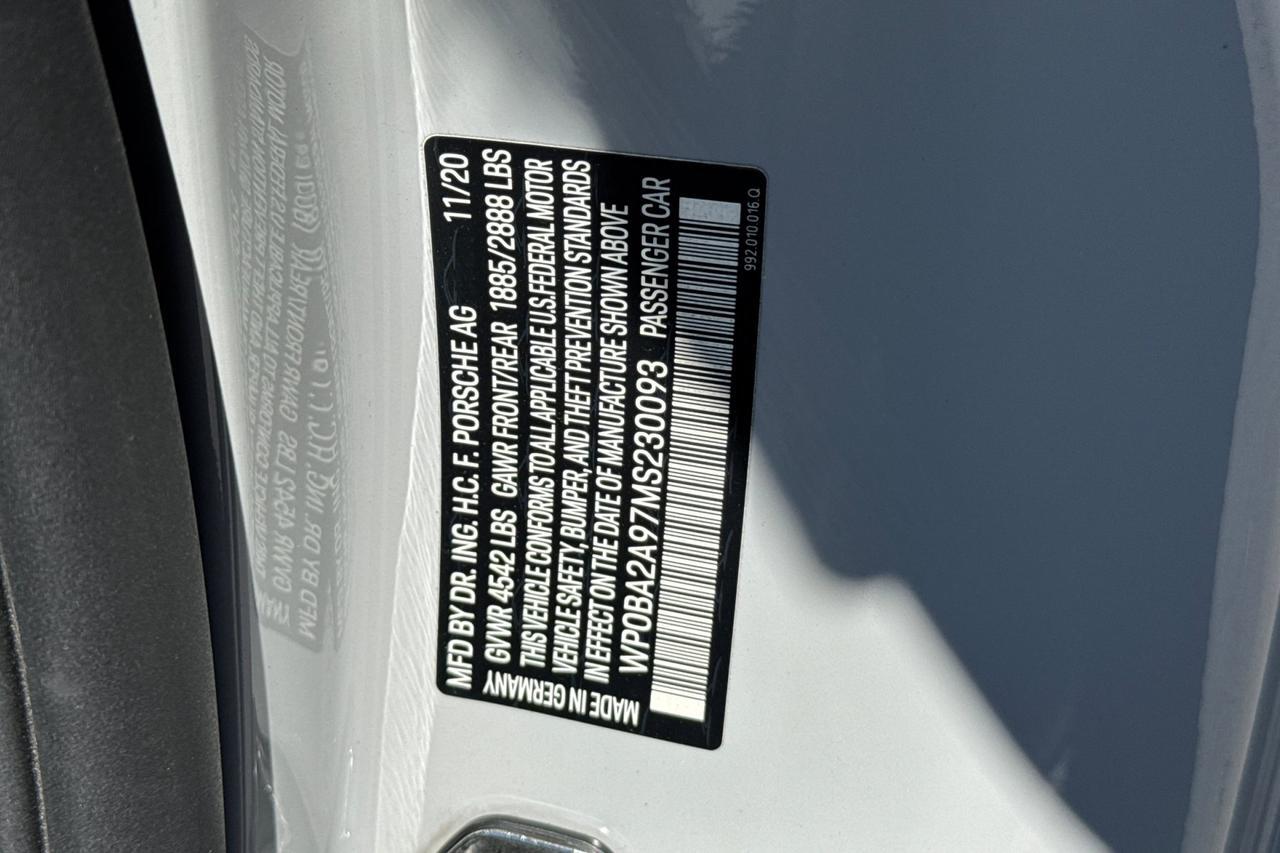 MFD BY DR. ING. H.C. F. PORSCHE AG 11/20
GVWR 4542 LBS GAWR FRONT/REAR 1885/2888 LBS
THIS VEHICLE CONFORMS TO ALL APPLICABLE U.S. FEDERAL MOTOR
VEHICLE SAFETY, BUMPER, AND THEFT PREVENTION STANDARDS
IN EFFECT ON THE DATE OF MANUFACTURE SHOWN ABOVE
WP0BA2A97MS230093 PASSENGER CAR
MADE IN GERMANY
992.010.016.Q